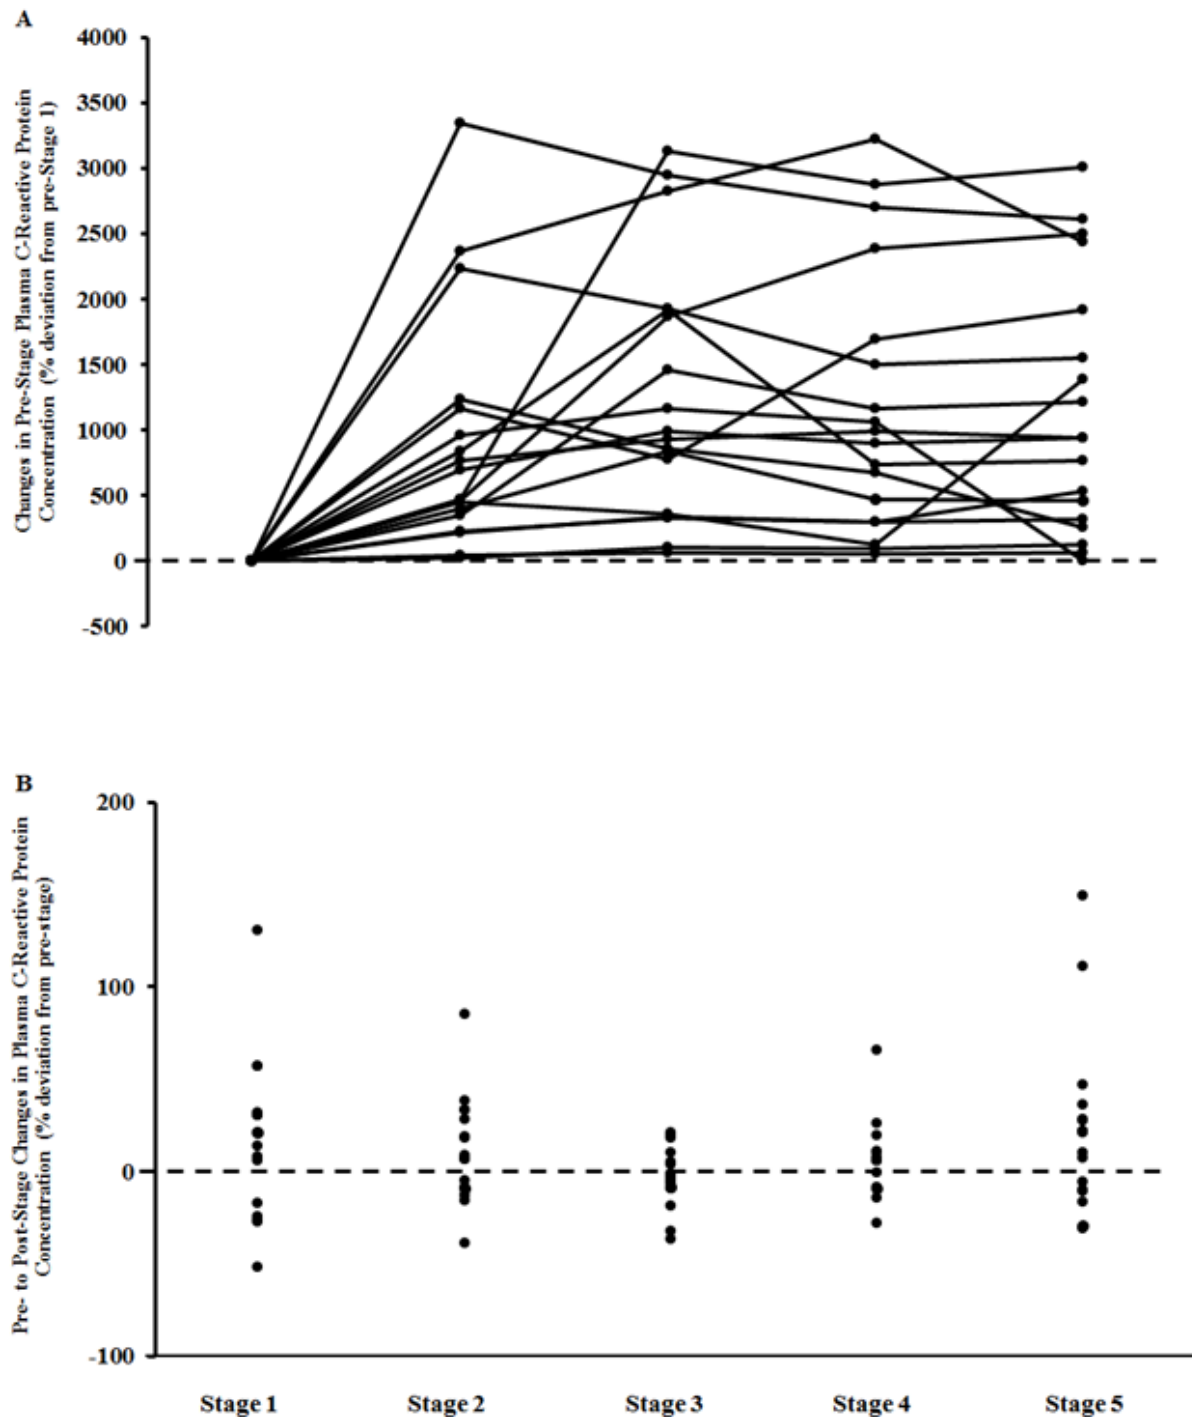 A
4000
3500
3000
2500
2000
1500
1000
500
0
-500
Changes in Pre-Stage Plasma C-Reactive Protein
Concentration (% deviation from pre-Stage 1)
B
200
100
0
-100
Pre- to Post-Stage Changes in Plasma C-Reactive Protein
Concentration (% deviation from pre-stage)
Stage 1 Stage 2 Stage 3 Stage 4 Stage 5